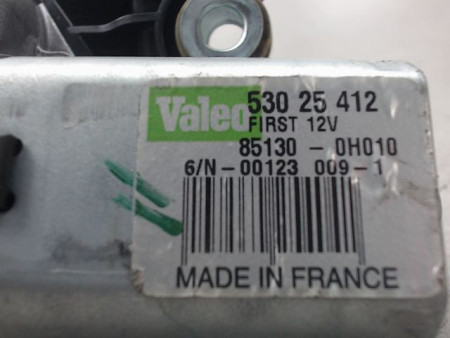 Valeo 530 25 412
FIRST 12V
85130 - 0H010
6/N-00123 009-1
MADE IN FRANCE